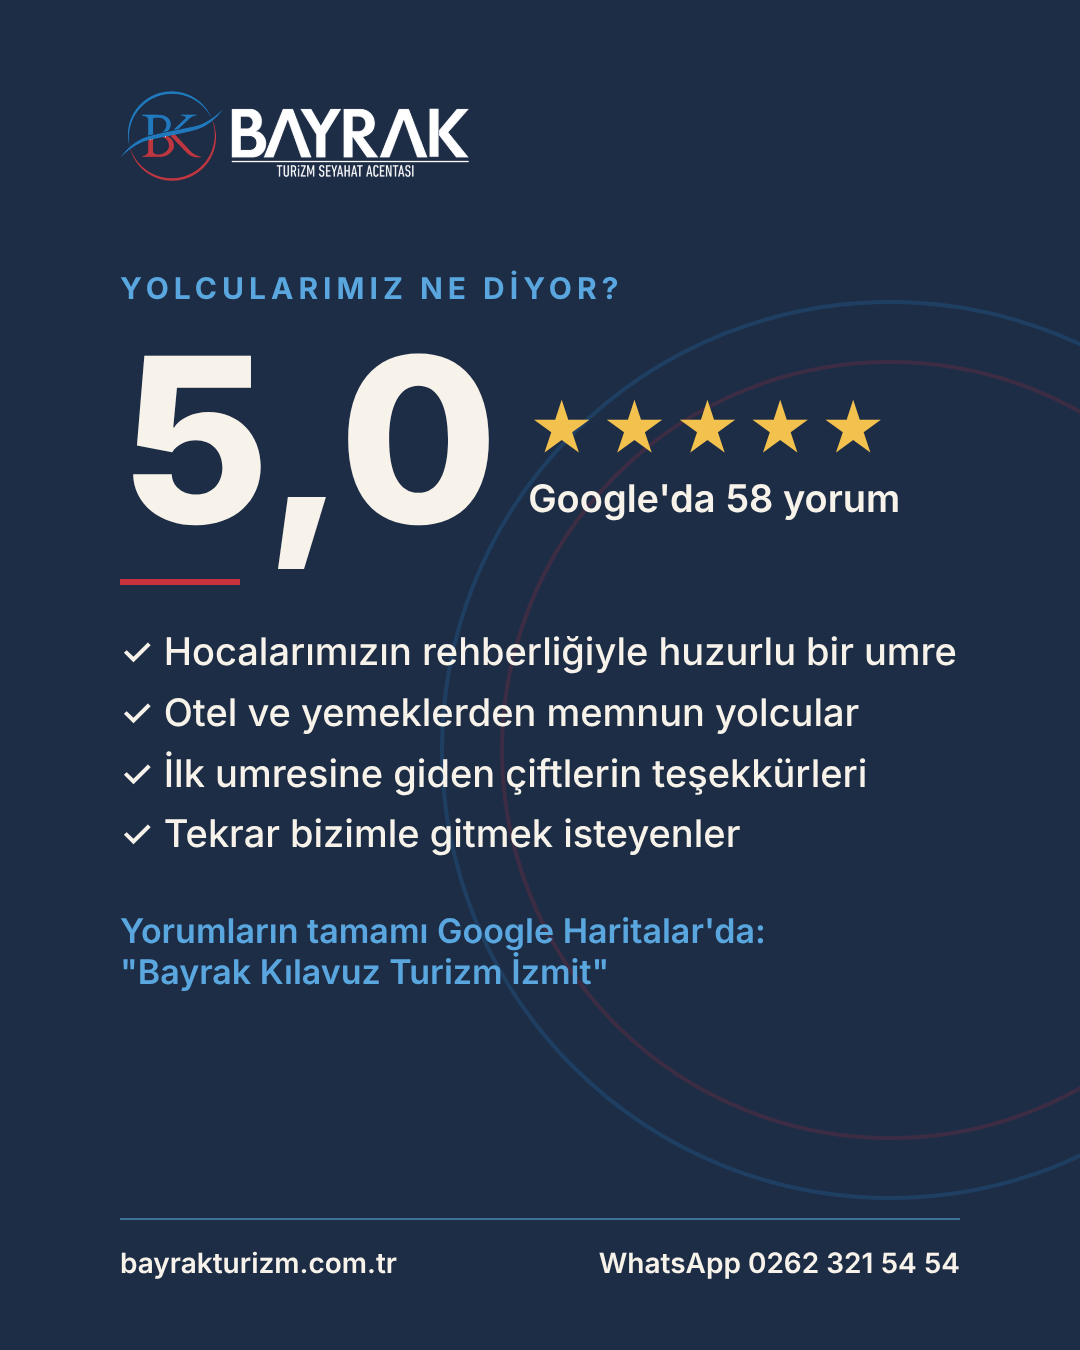 BK
BAYRAK
TURİZM SEYAHAT ACENTASI
YOLCULARIMIZ NE DİYOR?
5,0
★★★★★
Google'da 58 yorum
✓ Hocalarımızın rehberliğiyle huzurlu bir umre
✓ Otel ve yemeklerden memnun yolcular
✓ İlk umresine giden çiftlerin teşekkürleri
✓ Tekrar bizimle gitmek isteyenler
Yorumların tamamı Google Haritalar'da:
"Bayrak Kılavuz Turizm İzmit"
bayrakturizm.com.tr
WhatsApp 0262 321 54 54